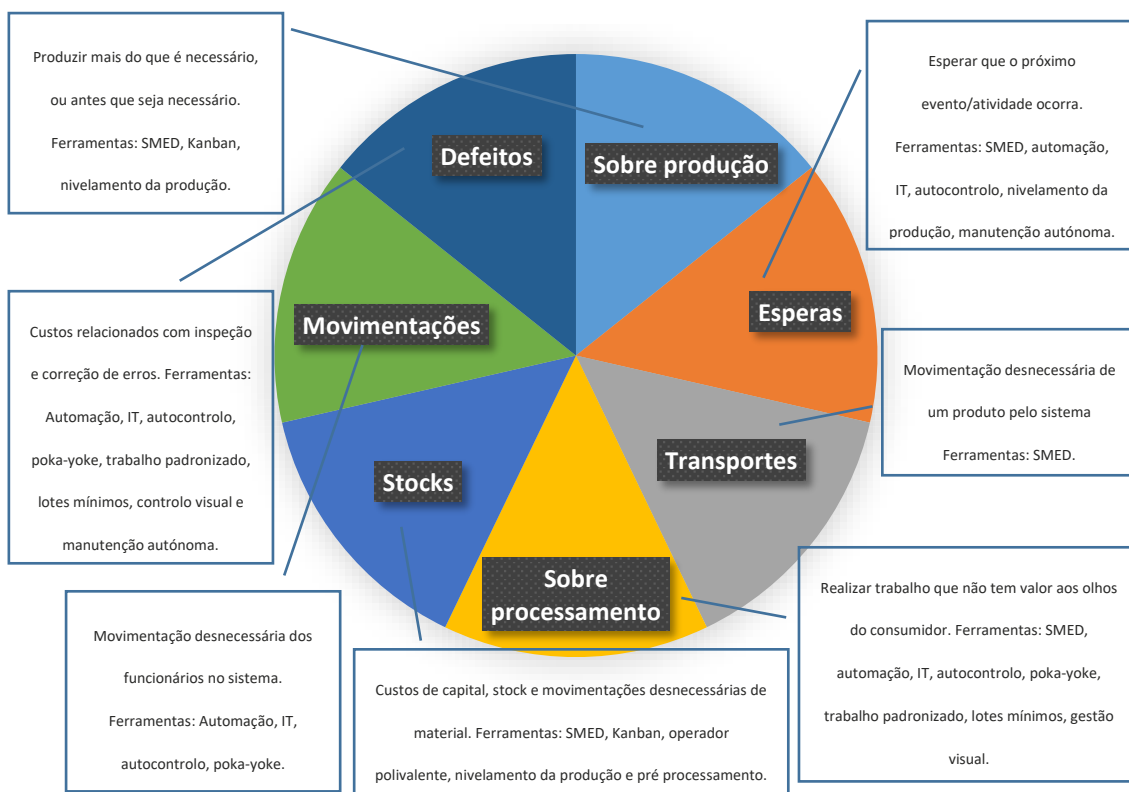 Produzir mais do que é necessário,
ou antes que seja necessário.
Ferramentas: SMED, Kanban,
nivelamento da produção.
Esperar que o próximo
evento/atividade ocorra.
Ferramentas: SMED, automação,
IT, autocontrolo, nivelamento da
produção, manutenção autónoma.
Defeitos
Sobre produção
Movimentações
Esperas
Custos relacionados com inspeção
e correção de erros. Ferramentas:
Automação, IT, autocontrolo,
poka-yoke, trabalho padronizado,
lotes mínimos, controlo visual e
manutenção autónoma.
Movimentação desnecessária de
um produto pelo sistema
Ferramentas: SMED.
Stocks
Transportes
Sobre
processamento
Movimentação desnecessária dos
funcionários no sistema.
Ferramentas: Automação, IT,
autocontrolo, poka-yoke.
Custos de capital, stock e movimentações desnecessárias de
material. Ferramentas: SMED, Kanban, operador
polivalente, nivelamento da produção e pré processamento.
Realizar trabalho que não tem valor aos olhos
do consumidor. Ferramentas: SMED,
automação, IT, autocontrolo, poka-yoke,
trabalho padronizado, lotes mínimos, gestão
visual.